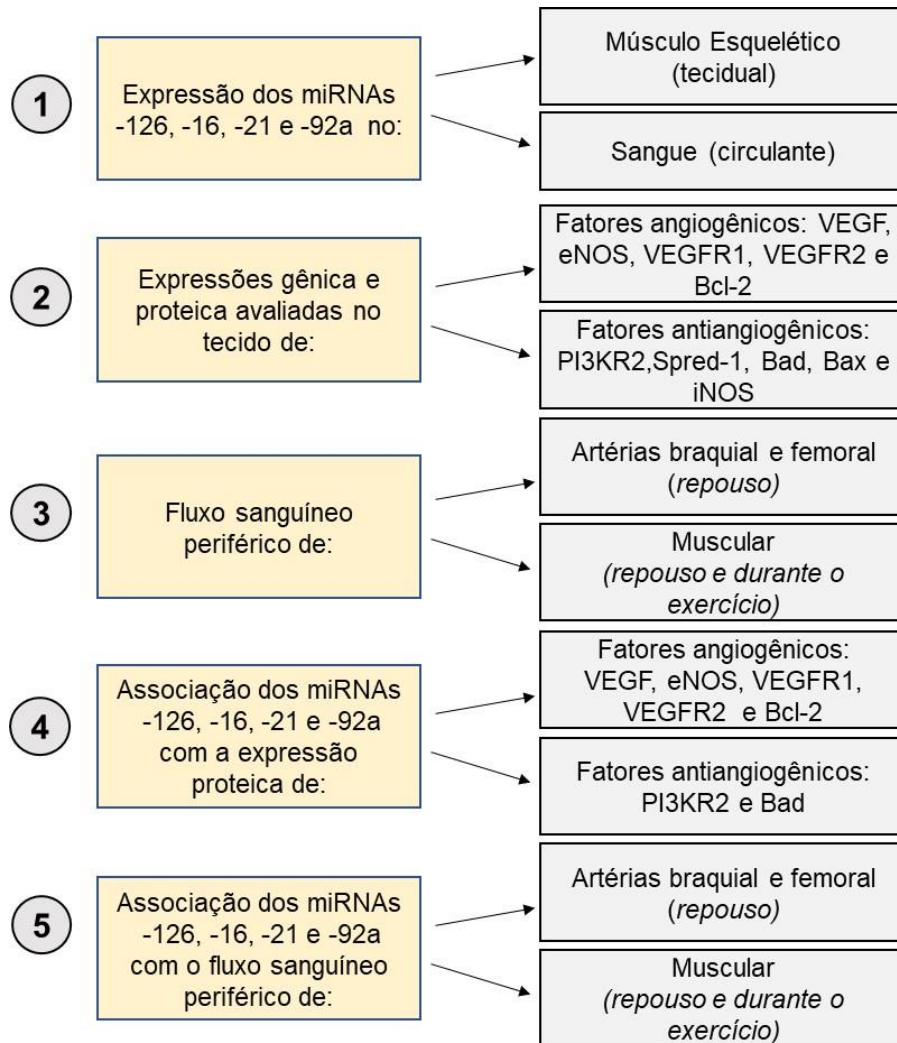 1
Expressão dos miRNAs
-126, -16, -21 e -92a no:
Músculo Esquelético
(tecidual)
Sangue (circulante)
2
Expressões gênica e
proteica avaliadas no
tecido de:
Fatores angiogênicos: VEGF,
eNOS, VEGFR1, VEGFR2 e
Bcl-2
Fatores antiangiogênicos:
PI3KR2,Spred-1, Bad, Bax e
iNOS
3
Fluxo sanguíneo
periférico de:
Artérias braquial e femoral
(repouso)
Muscular
(repouso e durante o
exercício)
4
Associação dos miRNAs
-126, -16, -21 e -92a
com a expressão
proteica de:
Fatores angiogênicos:
VEGF, eNOS, VEGFR1,
VEGFR2 e Bcl-2
Fatores antiangiogênicos:
PI3KR2 e Bad
5
Associação dos miRNAs
-126, -16, -21 e -92a
com o fluxo sanguíneo
periférico de:
Artérias braquial e femoral
(repouso)
Muscular
(repouso e durante o
exercício)